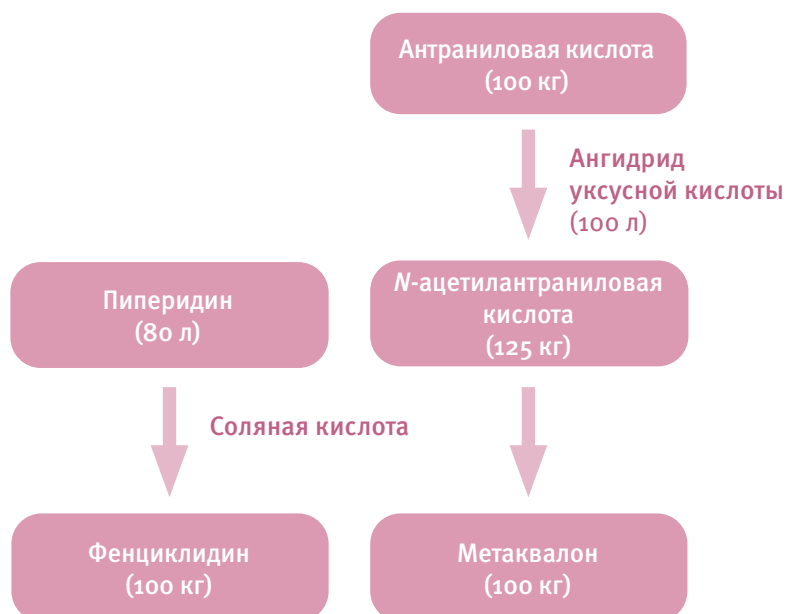 Антраниловая кислота
(100 кг)
Ангидрид
уксусной кислоты
(100 л)
Пиперидин
(80 л)
N-ацетилантраниловая
кислота
(125 кг)
Соляная кислота
Фенциклидин
(100 кг)
Метаквалон
(100 кг)